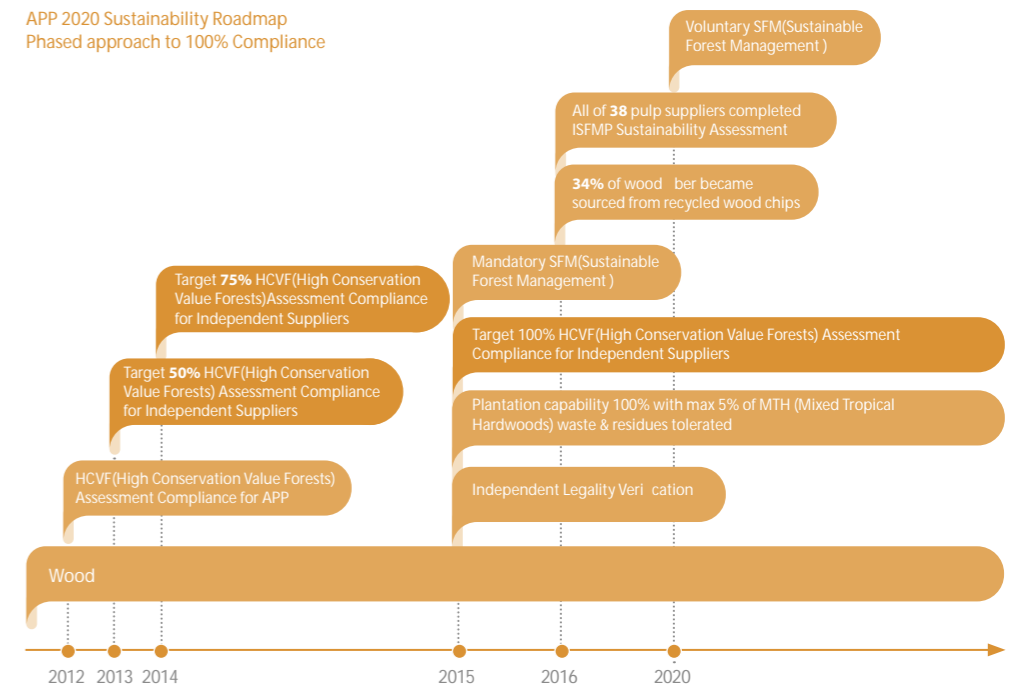 APP 2020 Sustainability Roadmap
Phased approach to 100% Compliance
Voluntary SFM(Sustainable
Forest Management )
All of 38 pulp suppliers completed
ISFMP Sustainability Assessment
34% of wood ber became
sourced from recycled wood chips
Mandatory SFM(Sustainable
Forest Management )
Target 75% HCVF(High Conservation
Value Forests)Assessment Compliance
for Independent Suppliers
Target 100% HCVF(High Conservation Value Forests) Assessment
Compliance for Independent Suppliers
Target 50% HCVF(High Conservation
Value Forests) Assessment Compliance
for Independent Suppliers
Plantation capability 100% with max 5% of MTH (Mixed Tropical
Hardwoods) waste & residues tolerated
HCVF(High Conservation Value Forests)
Assessment Compliance for APP
Independent Legality Veri cation
Wood
2012 2013 2014 2015 2016 2020